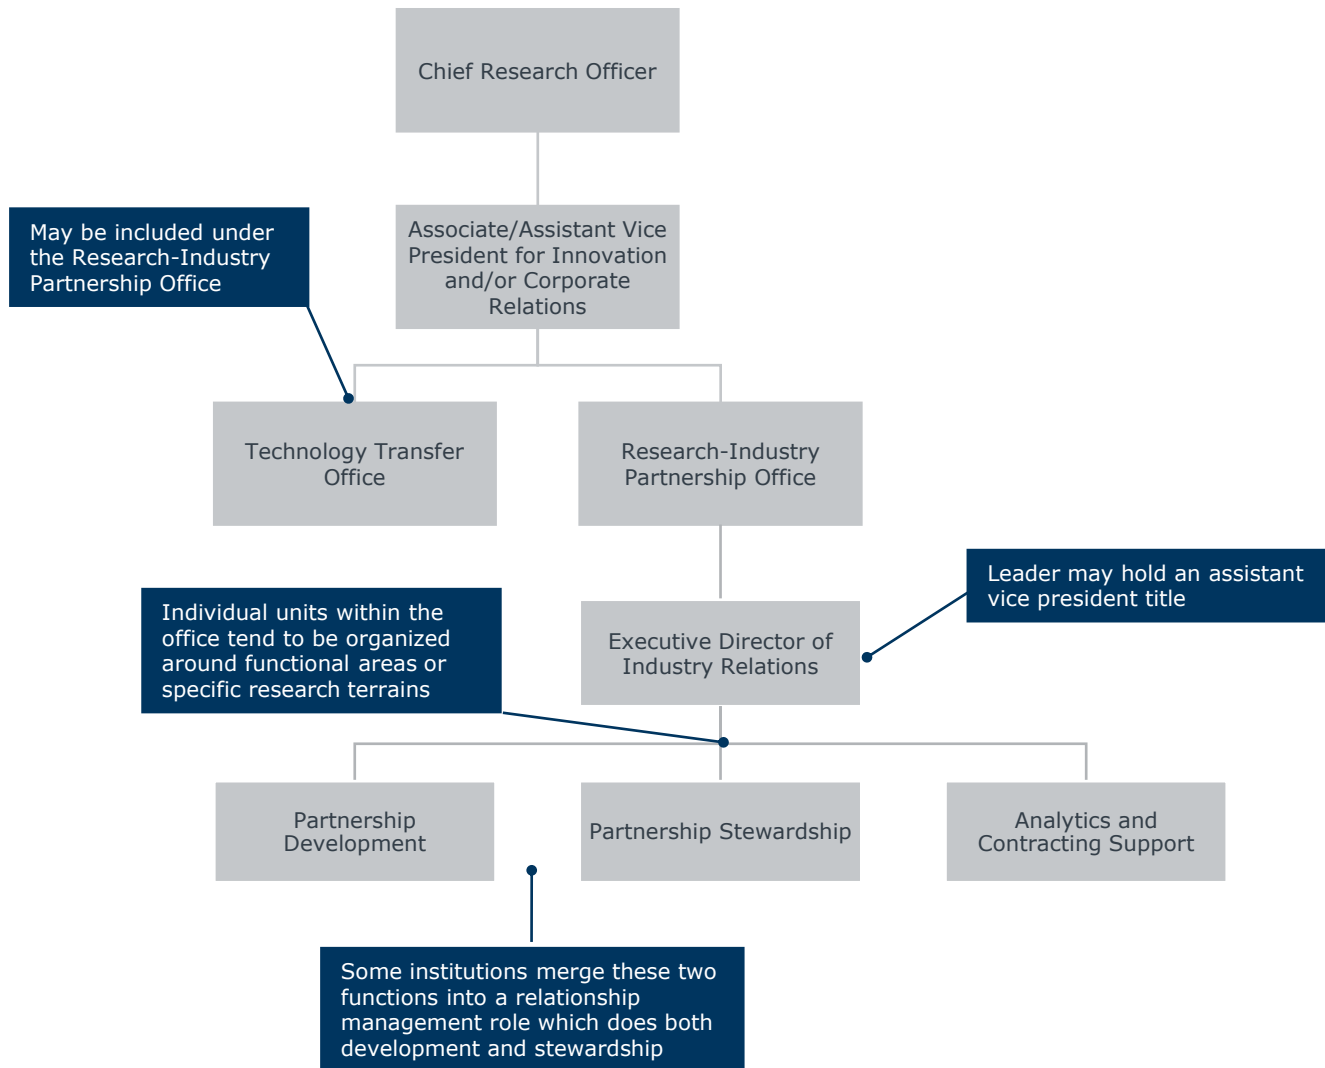 Chief Research Officer
May be included under
the Research-Industry
Partnership Office
Associate/Assistant Vice
President for Innovation
and/or Corporate
Relations
Technology Transfer
Office
Research-Industry
Partnership Office
Individual units within the
office tend to be organized
around functional areas or
specific research terrains
Executive Director of
Industry Relations
Leader may hold an assistant
vice president title
Partnership
Development
Partnership Stewardship
Analytics and
Contracting Support
Some institutions merge these two
functions into a relationship
management role which does both
development and stewardship